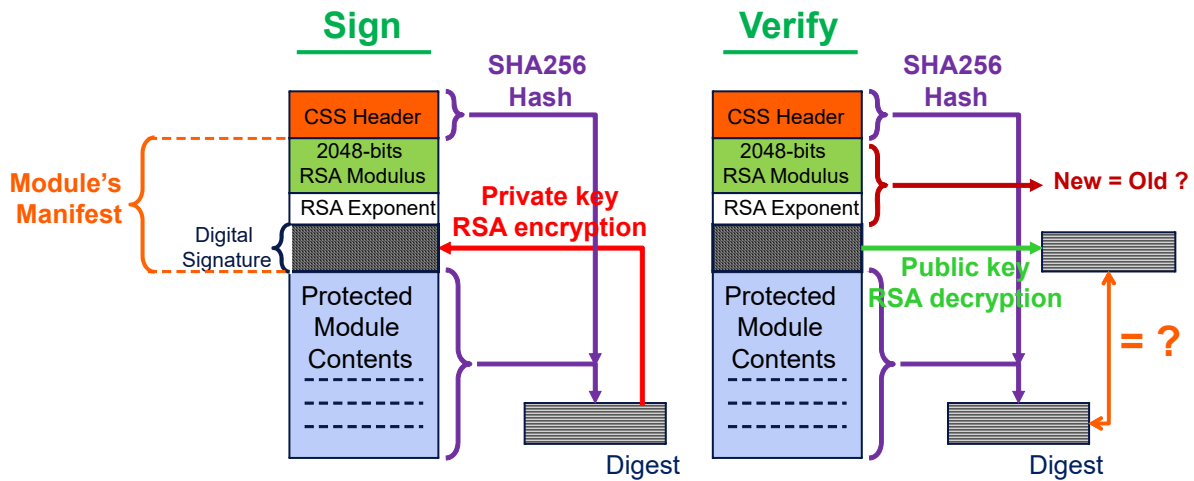 Sign
SHA256
Hash
CSS Header
2048-bits
RSA Modulus
RSA Exponent
Module's
Manifest
Digital
Signature
Private key
RSA encryption
Protected
Module
Contents
Digest
Verify
SHA256
Hash
CSS Header
2048-bits
RSA Modulus
RSA Exponent
New = Old ?
Public key
RSA decryption
Protected
Module
Contents
= ?
Digest